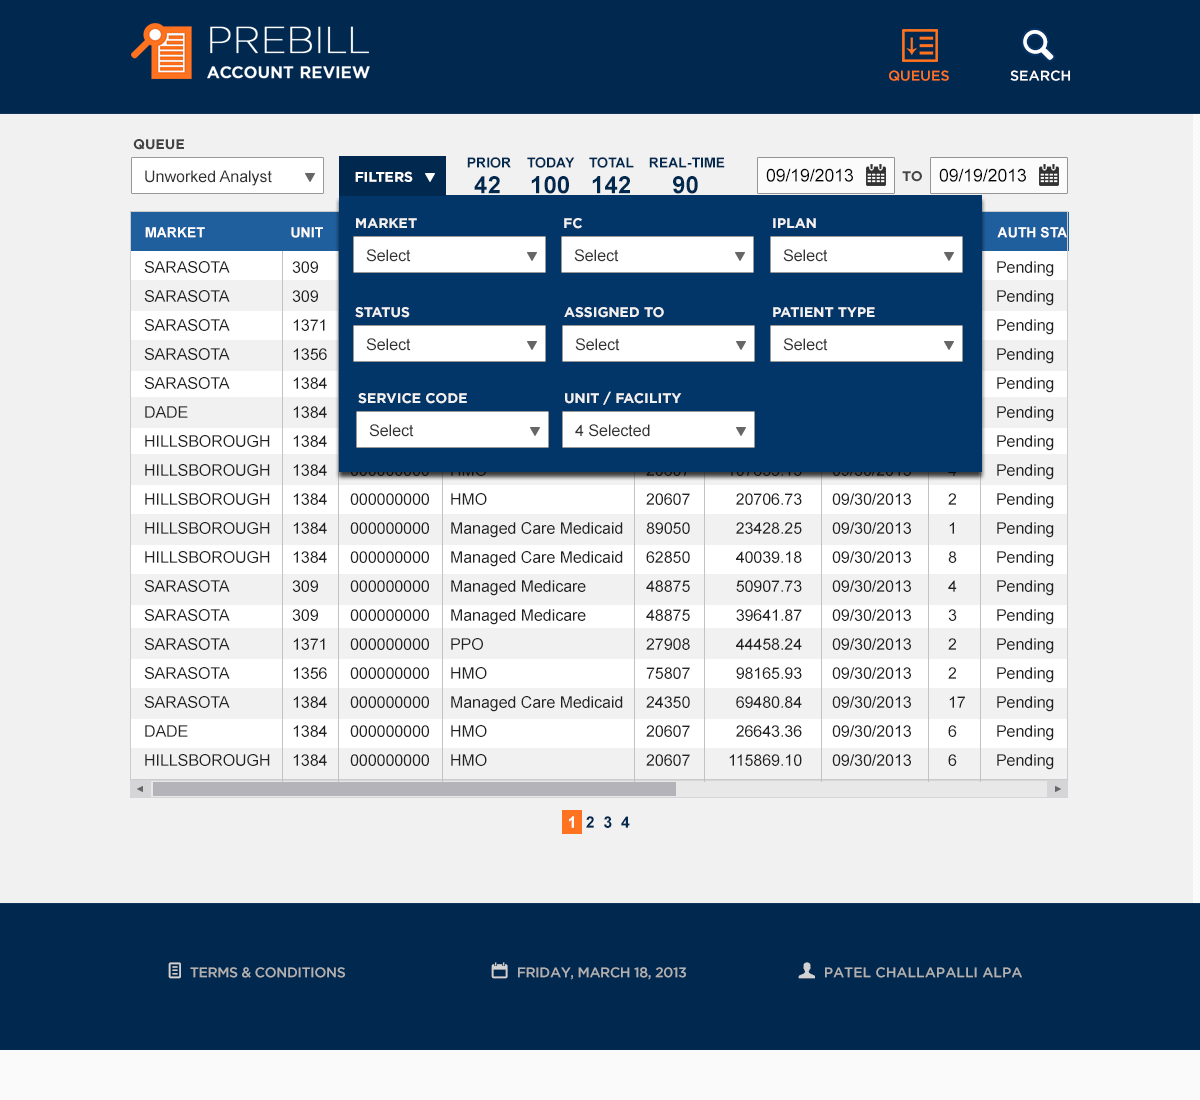 PREBILL
ACCOUNT REVIEW
QUEUES
SEARCH
QUEUE
Unworked Analyst
FILTERS
PRIOR TODAY TOTAL REAL-TIME
42 100 142 90
09/19/2013 TO 09/19/2013
MARKET UNIT AUTH STA
MARKET FC IPLAN
Select Select Select
STATUS ASSIGNED TO PATIENT TYPE
Select Select Select
SERVICE CODE UNIT / FACILITY
Select 4 Selected
SARASOTA 309 Pending
SARASOTA 309 Pending
SARASOTA 1371 Pending
SARASOTA 1356 Pending
SARASOTA 1384 Pending
DADE 1384 Pending
HILLSBOROUGH 1384 Pending
HILLSBOROUGH 1384 000000000 HMO 20607 09/30/2013 4 Pending
HILLSBOROUGH 1384 000000000 HMO 20607 20706.73 09/30/2013 2 Pending
HILLSBOROUGH 1384 000000000 Managed Care Medicaid 89050 23428.25 09/30/2013 1 Pending
HILLSBOROUGH 1384 000000000 Managed Care Medicaid 62850 40039.18 09/30/2013 8 Pending
SARASOTA 309 000000000 Managed Medicare 48875 50907.73 09/30/2013 4 Pending
SARASOTA 309 000000000 Managed Medicare 48875 39641.87 09/30/2013 3 Pending
SARASOTA 1371 000000000 PPO 27908 44458.24 09/30/2013 2 Pending
SARASOTA 1356 000000000 HMO 75807 98165.93 09/30/2013 2 Pending
SARASOTA 1384 000000000 Managed Care Medicaid 24350 69480.84 09/30/2013 17 Pending
DADE 1384 000000000 HMO 20607 26643.36 09/30/2013 6 Pending
HILLSBOROUGH 1384 000000000 HMO 20607 115869.10 09/30/2013 6 Pending
1 2 3 4
TERMS & CONDITIONS
FRIDAY, MARCH 18, 2013
PATEL CHALLAPALLI ALPA